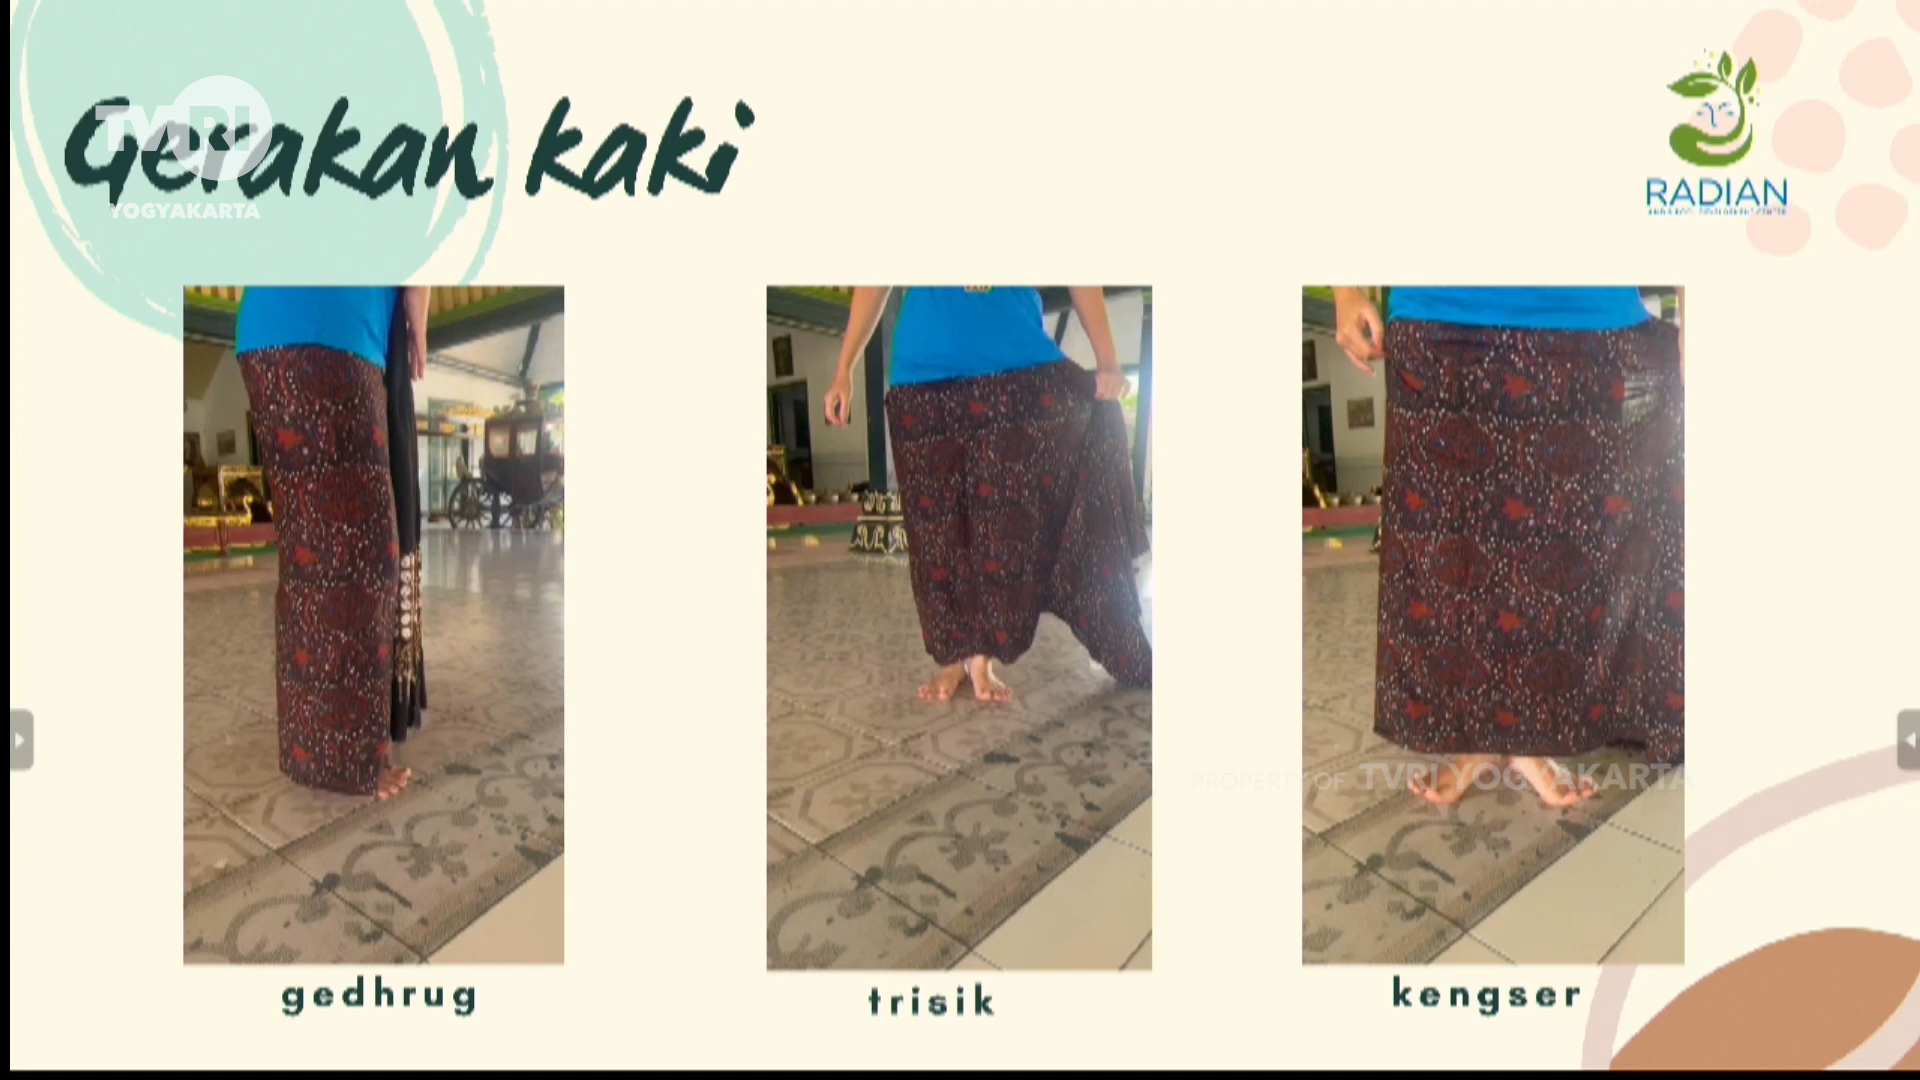 Gerakan kaki
TVRI
YOGYAKARTA
RADIAN
PROPERTY OF TVRI YOGYAKARTA
gedhrug
trisik
kengser